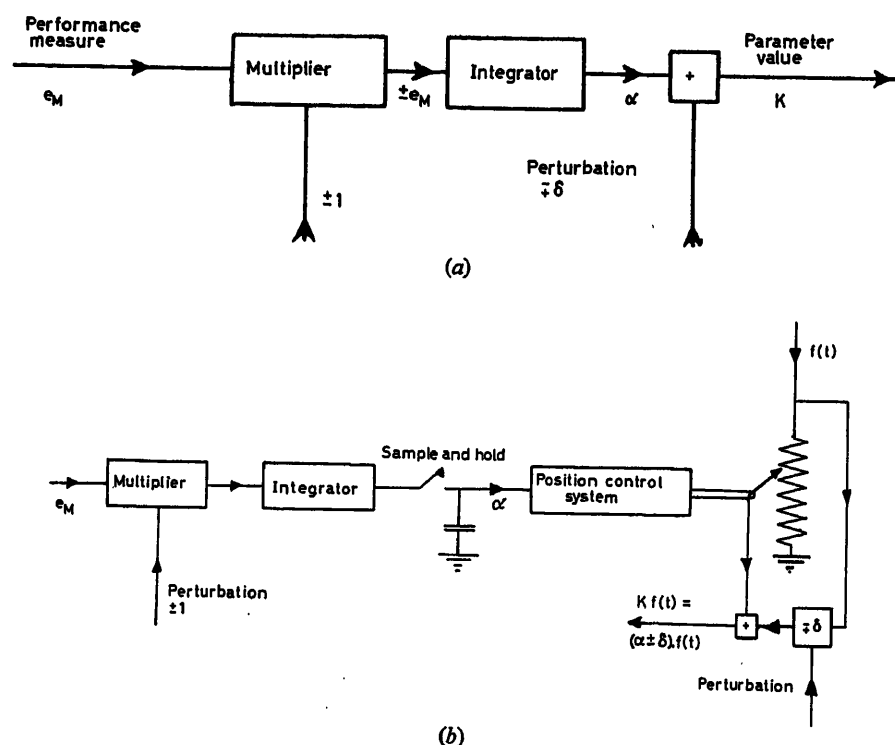 Performance
measure
e_M
Multiplier
±e_M
Integrator
α
+
Parameter
value
K
±1
Perturbation
∓δ
(a)
f(t)
Sample and hold
Multiplier
e_M
Integrator
α
Position control
system
Perturbation
±1
K f(t) =
(α±δ).f(t)
+
∓δ
Perturbation
(b)